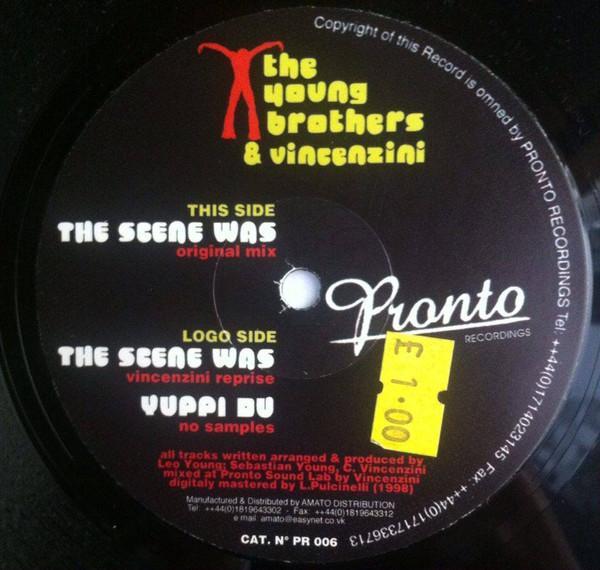 the
young
brothers
& vincenzini
THIS SIDE
THE SCENE WAS
original mix
LOGO SIDE
THE SCENE WAS
vincenzini reprise
YUPPI DU
no samples
Pronto
RECORDINGS
£1.00
all tracks written arranged & produced by
Leo Young; Sebastian Young, C. Vincenzini
mixed at Pronto Sound Lab by Vincenzini
digitaly mastered by L.Pulcinelli (1998)
Manufactured & Distributed by AMATO DISTRIBUTION
Tel: ++44(0)1819643302 - Fax: ++44(0)1819643312
e mail: amato@easynet.co.vk
CAT. Nº PR 006
Copyright of this Record is omned by PRONTO RECORDINGS Tel: ++44(0)1714023145 Fax: ++44(0)1717336713